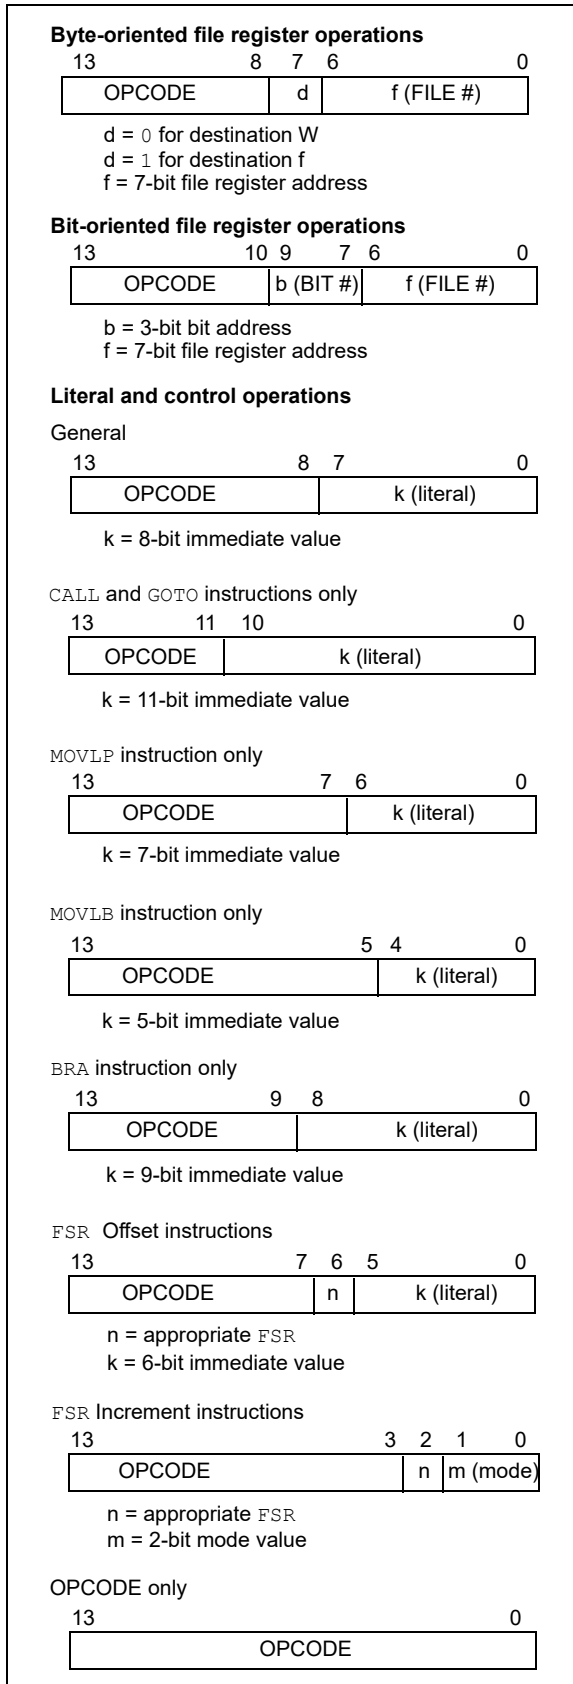 Byte-oriented file register operations
13 8 7 6 0
OPCODE d f (FILE #)
d = 0 for destination W
d = 1 for destination f
f = 7-bit file register address
Bit-oriented file register operations
13 10 9 7 6 0
OPCODE b (BIT #) f (FILE #)
b = 3-bit bit address
f = 7-bit file register address
Literal and control operations
General
13 8 7 0
OPCODE k (literal)
k = 8-bit immediate value
CALL and GOTO instructions only
13 11 10 0
OPCODE k (literal)
k = 11-bit immediate value
MOVLP instruction only
13 7 6 0
OPCODE k (literal)
k = 7-bit immediate value
MOVLB instruction only
13 5 4 0
OPCODE k (literal)
k = 5-bit immediate value
BRA instruction only
13 9 8 0
OPCODE k (literal)
k = 9-bit immediate value
FSR Offset instructions
13 7 6 5 0
OPCODE n k (literal)
n = appropriate FSR
k = 6-bit immediate value
FSR Increment instructions
13 3 2 1 0
OPCODE n m (mode)
n = appropriate FSR
m = 2-bit mode value
OPCODE only
13 0
OPCODE